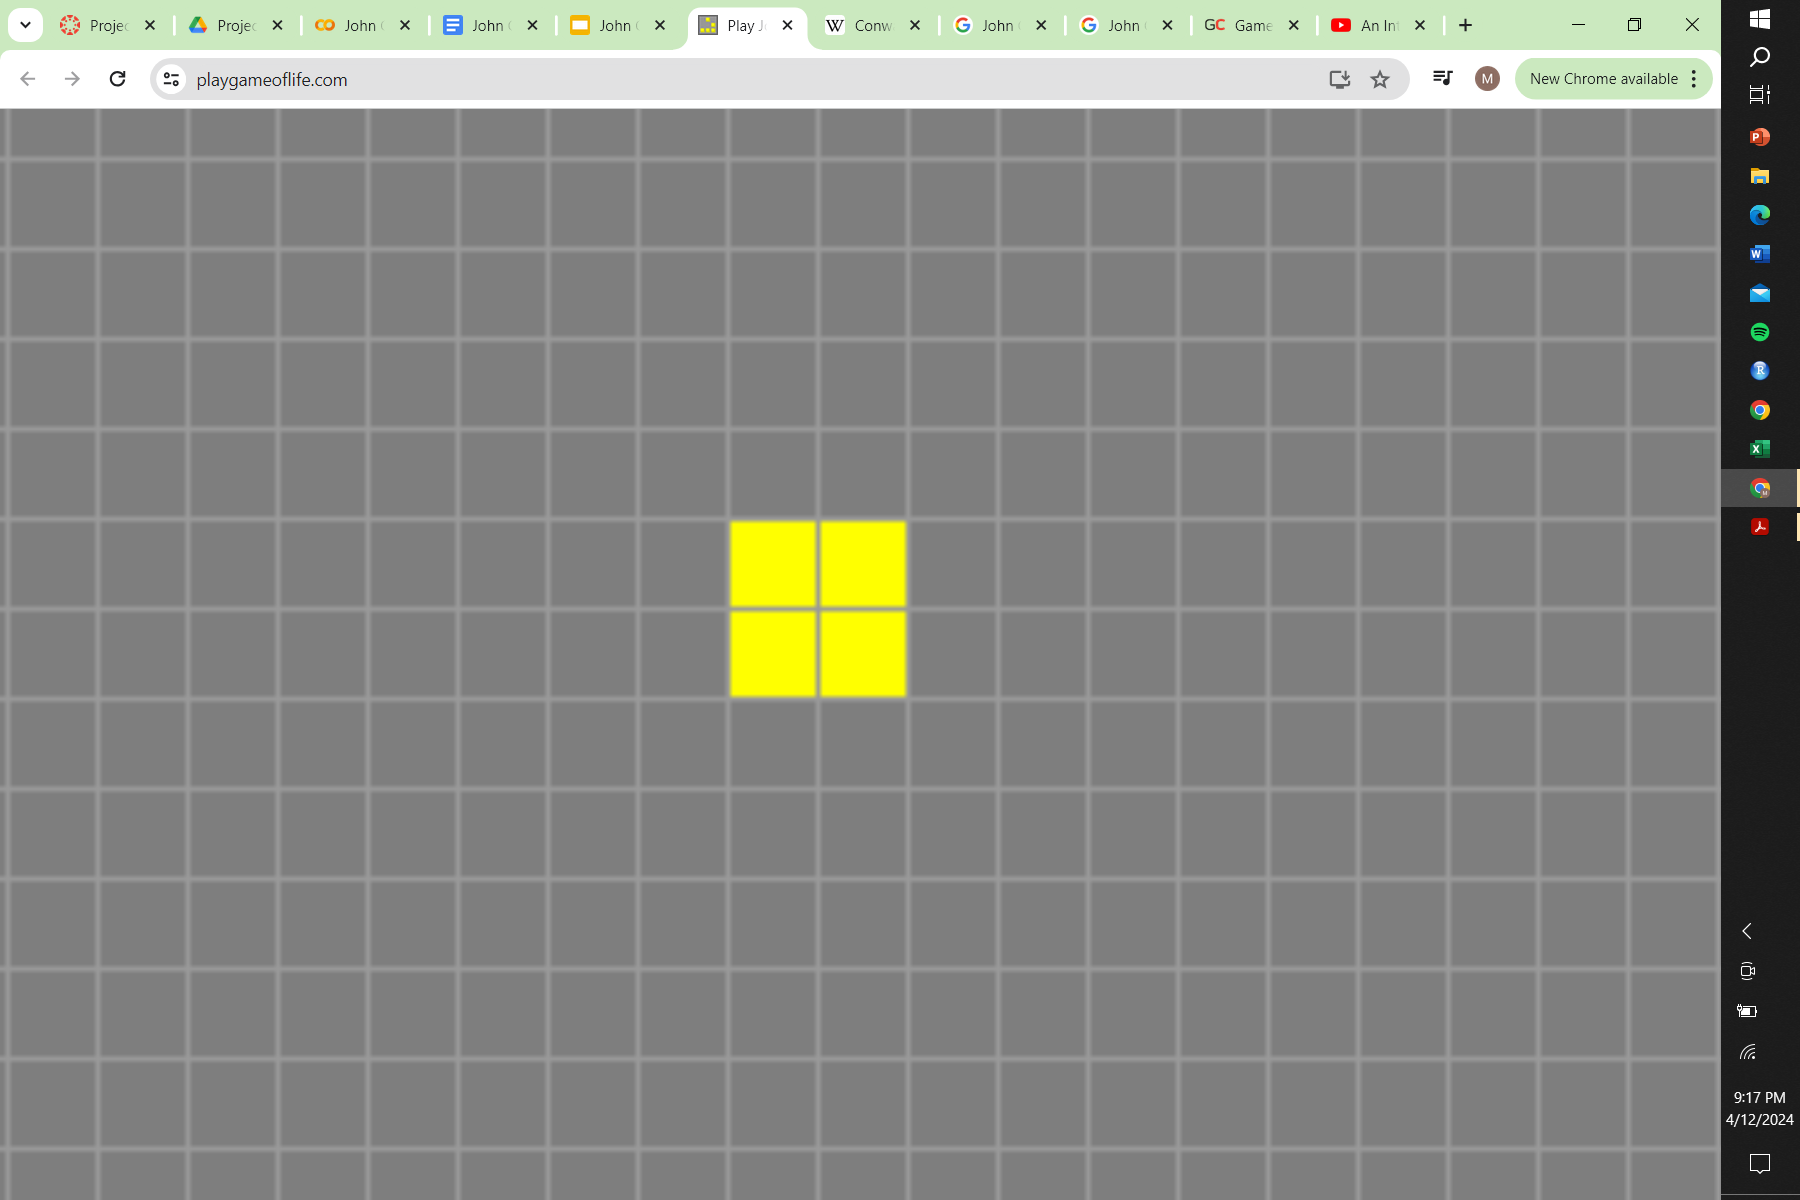 Projec
Projec
John
John
John
Play J
Conw
John
John
GC Game
An Int
playgameoflife.com
M
New Chrome available
9:17 PM
4/12/2024